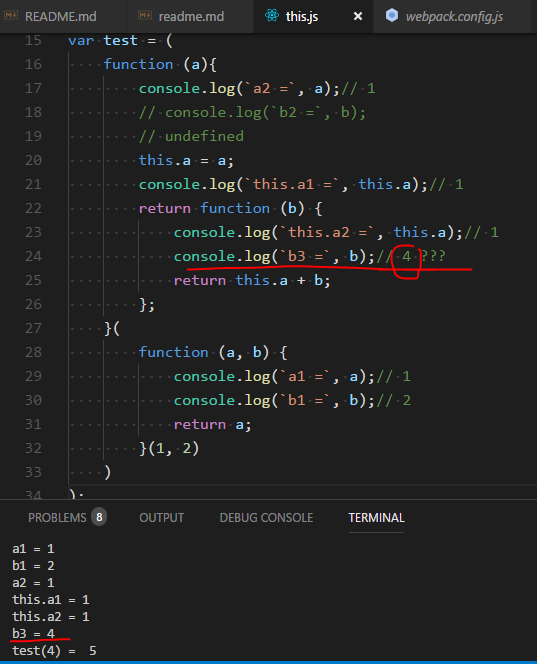 README.md readme.md this.js × webpack.config.js
15 var test = (
16 function (a){
17 console.log(`a2 =`, a);// 1
18 // console.log(`b2 =`, b);
19 // undefined
20 this.a = a;
21 console.log(`this.a1 =`, this.a);// 1
22 return function (b) {
23 console.log(`this.a2 =`, this.a);// 1
24 console.log(`b3 =`, b);// 4 ???
25 return this.a + b;
26 };
27 }(
28 function (a, b) {
29 console.log(`a1 =`, a);// 1
30 console.log(`b1 =`, b);// 2
31 return a;
32 }(1, 2)
33 )
34 );
PROBLEMS 8 OUTPUT DEBUG CONSOLE TERMINAL
a1 = 1
b1 = 2
a2 = 1
this.a1 = 1
this.a2 = 1
b3 = 4
test(4) =  5